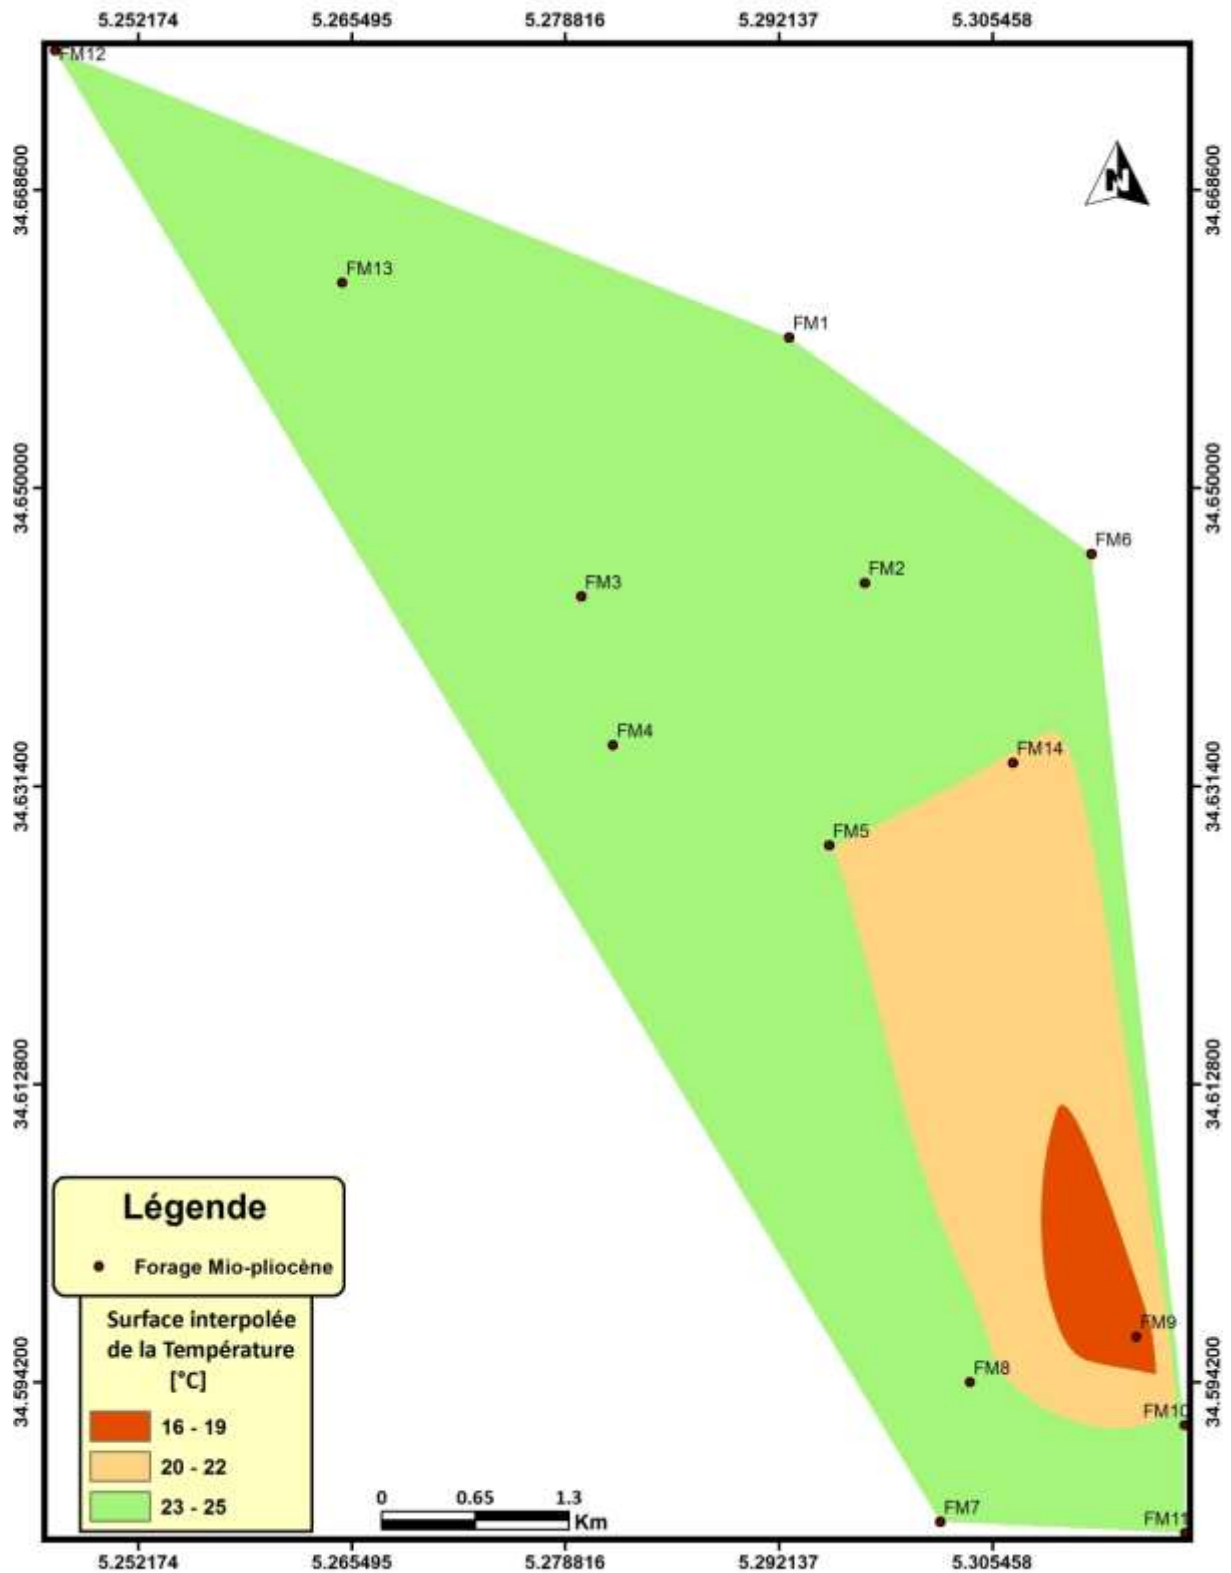 5.252174 5.265495 5.278816 5.292137 5.305458
FM12
N
34.668600 34.668600
FM13
FM1
34.650000 34.650000
FM6
FM2
FM3
FM4
FM14
34.631400 34.631400
FM5
34.612800 34.612800
Légende
Forage Mio-pliocène
Surface interpolée
de la Température
[°C]
16 - 19
20 - 22
23 - 25
FM9
FM8
34.594200 34.594200
FM10
0 0.65 1.3
Km
FM7
FM11
5.252174 5.265495 5.278816 5.292137 5.305458